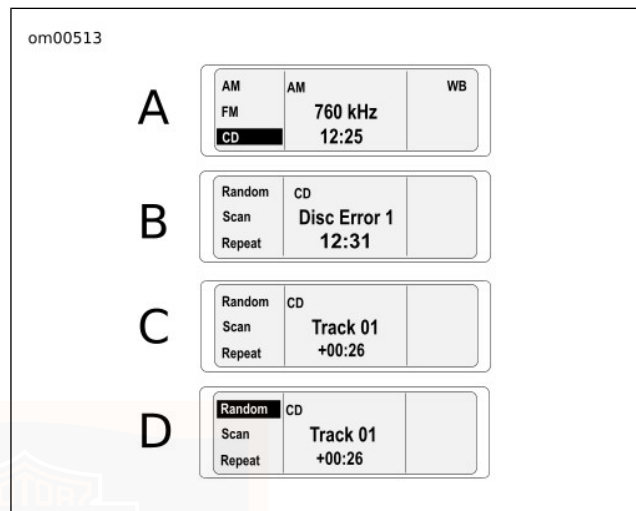 om00513
A
AM AM WB
FM 760 kHz
CD 12:25
B
Random CD
Scan Disc Error 1
Repeat 12:31
C
Random CD
Scan Track 01
Repeat +00:26
D
Random CD
Scan Track 01
Repeat +00:26